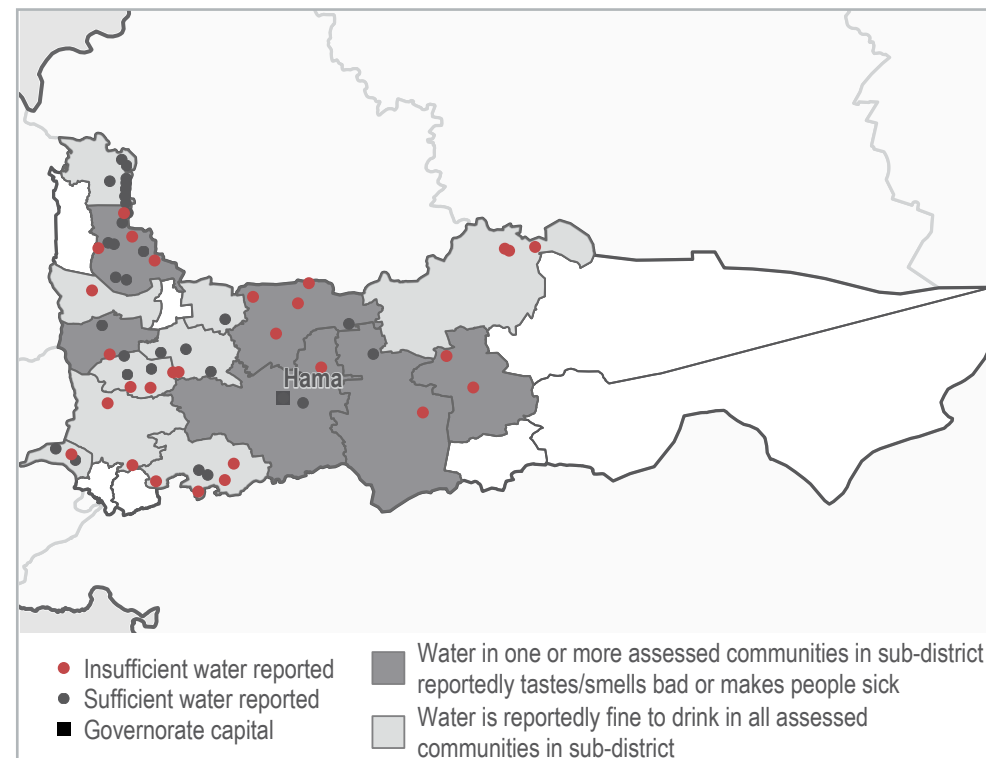 Hama
Insufficient water reported
Sufficient water reported
Governorate capital
Water in one or more assessed communities in sub-district
reportedly tastes/smells bad or makes people sick
Water is reportedly fine to drink in all assessed
communities in sub-district